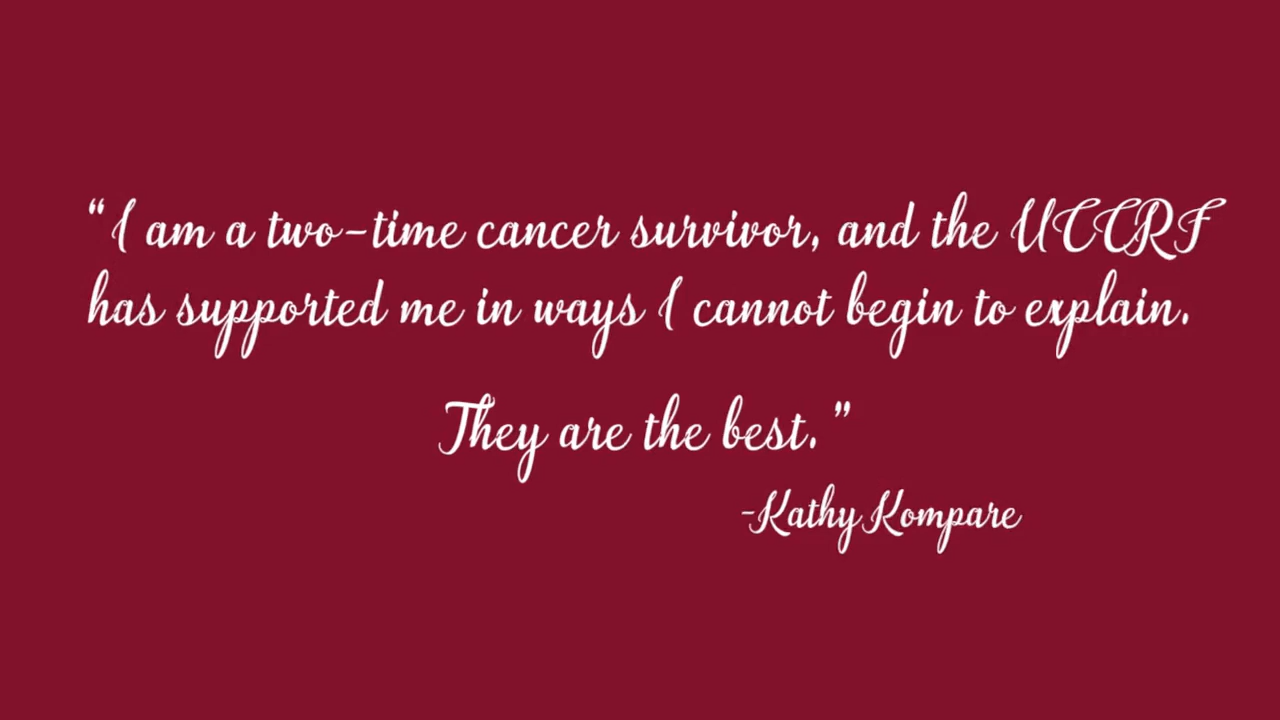 “I am a two-time cancer survivor, and the UCCRF
has supported me in ways I cannot begin to explain.
They are the best.”
-Kathy Kompare